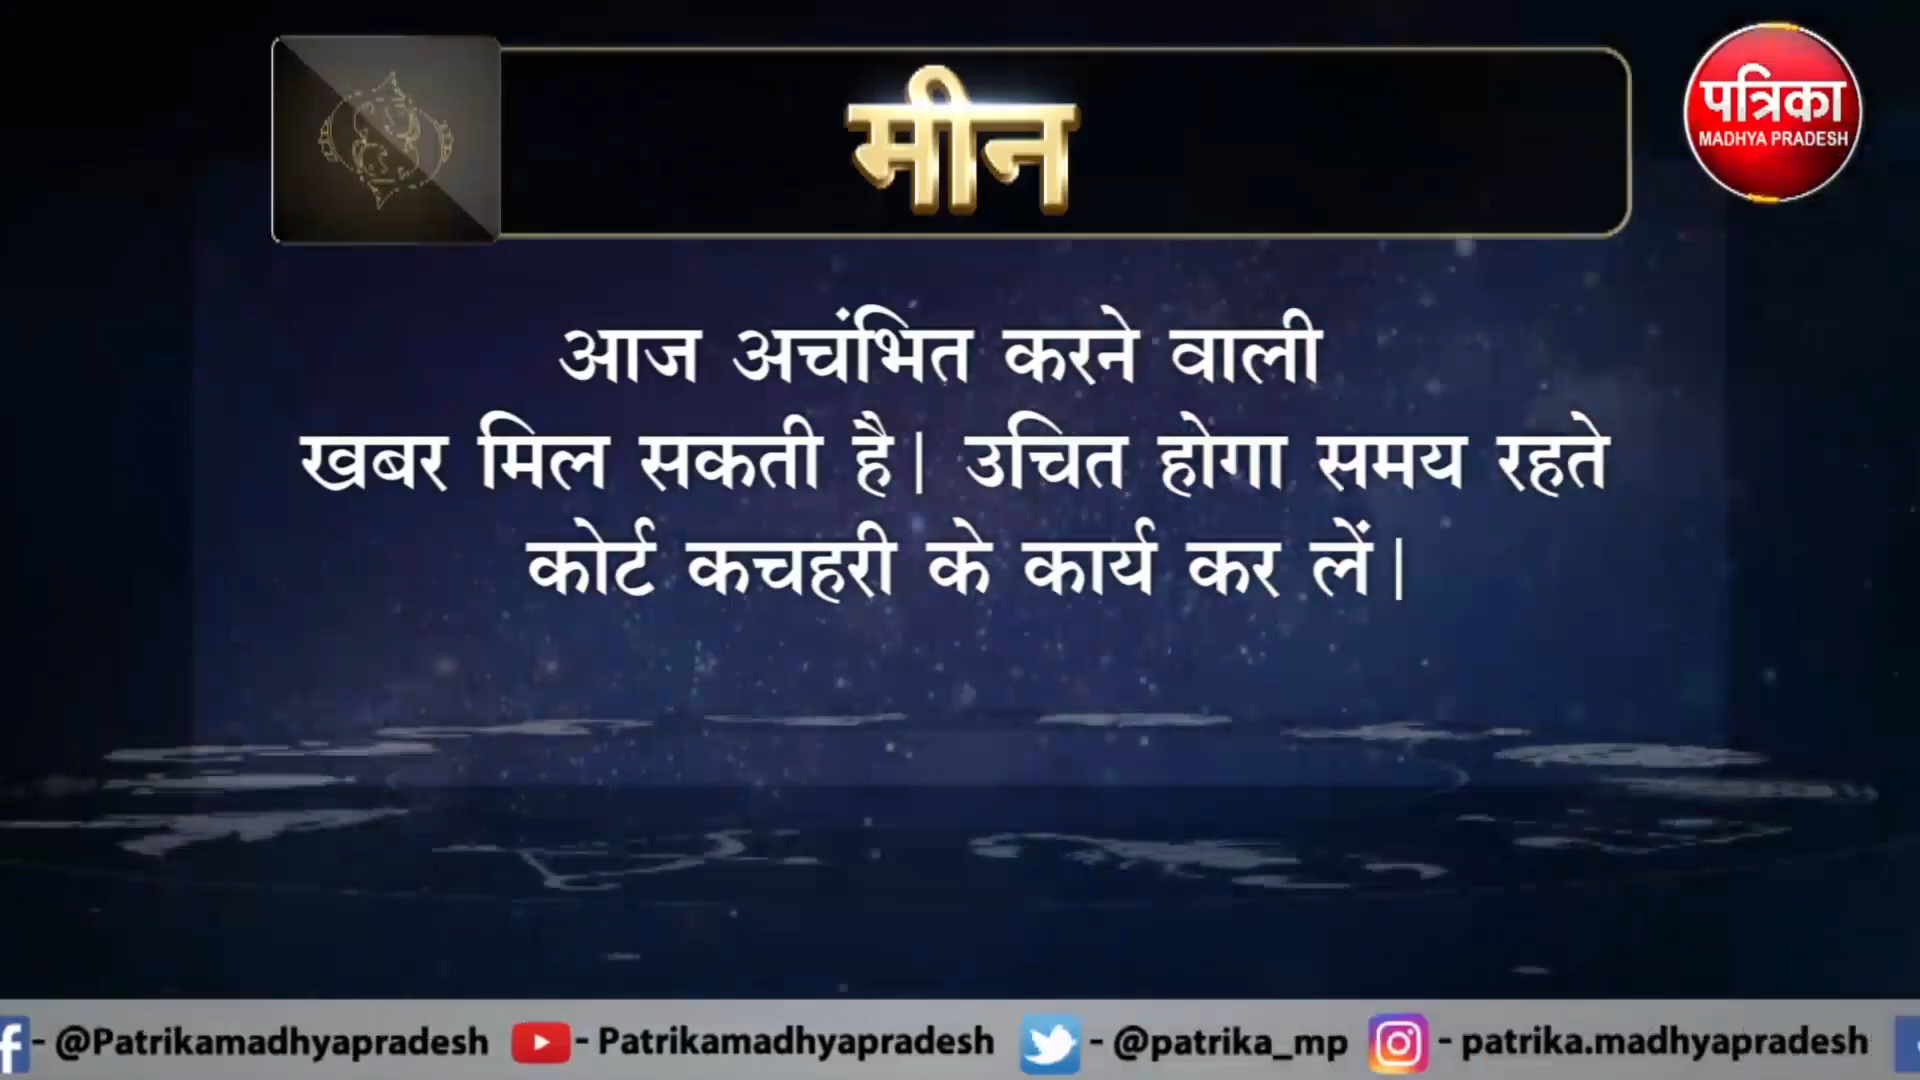 मीन
पत्रिका
MADHYA PRADESH
आज अचंभित करने वाली
खबर मिल सकती है| उचित होगा समय रहते
कोर्ट कचहरी के कार्य कर लें|
- @Patrikamadhyapradesh - Patrikamadhyapradesh - @patrika_mp - patrika.madhyapradesh